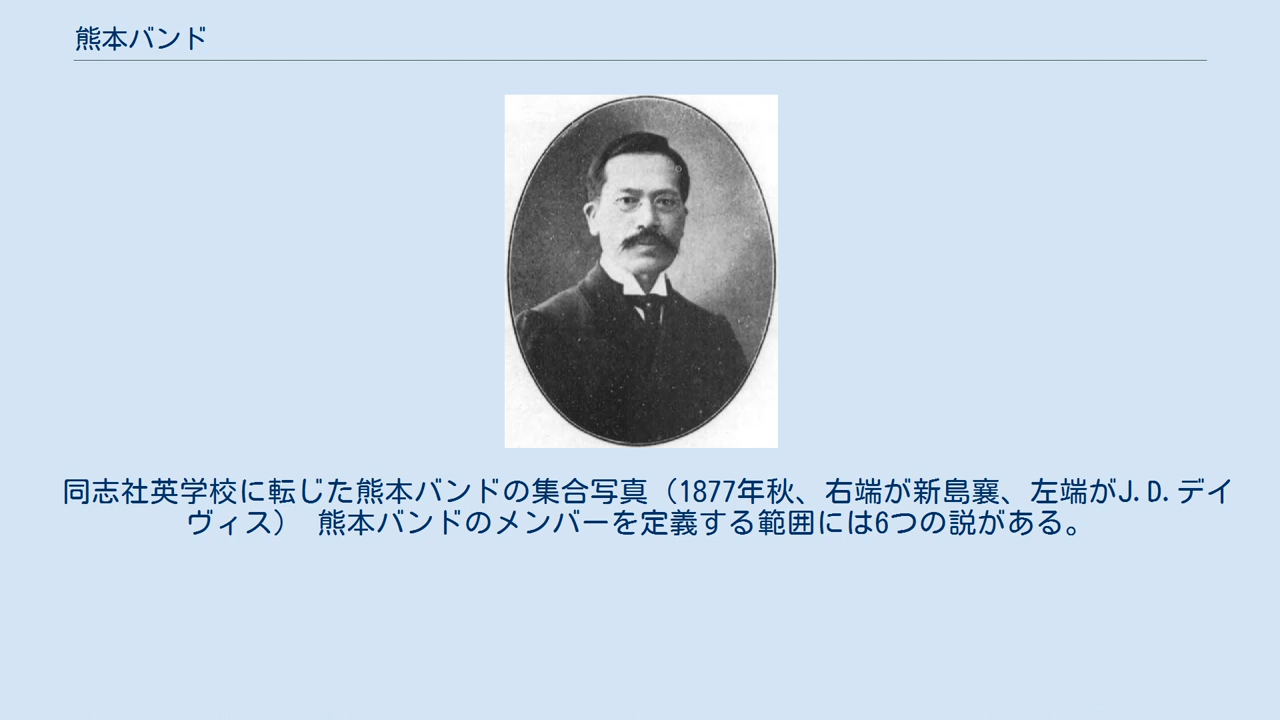 熊本バンド
同志社英学校に転じた熊本バンドの集合写真（1877年秋、右端が新島襄、左端がJ.D.デイ
ヴィス） 熊本バンドのメンバーを定義する範囲には6つの説がある。